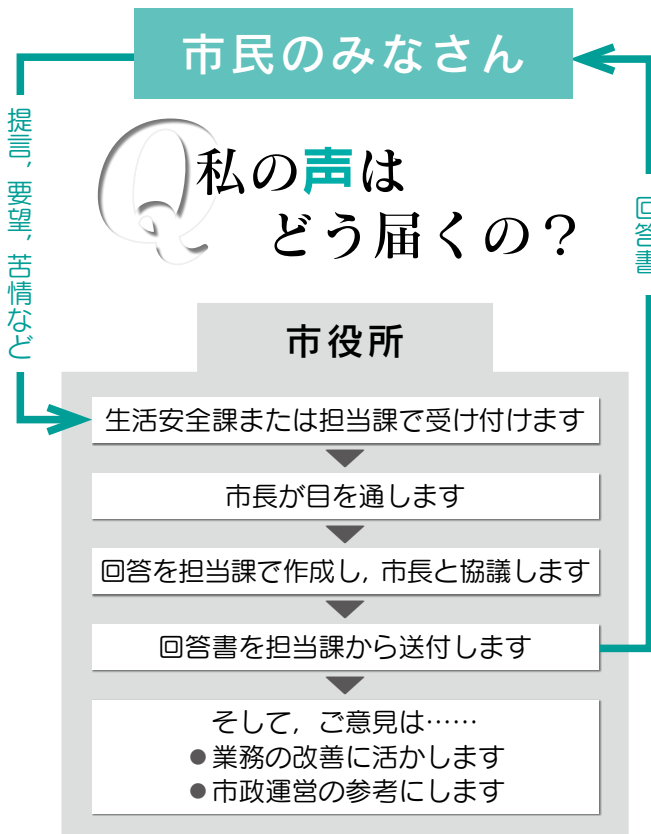 市民のみなさん
提言，要望，苦情など
Q私の声は
どう届くの？
回答書
市役所
生活安全課または担当課で受け付けます
市長が目を通します
回答を担当課で作成し，市長と協議します
回答書を担当課から送付します
そして，ご意見は……
●業務の改善に活かします
●市政運営の参考にします